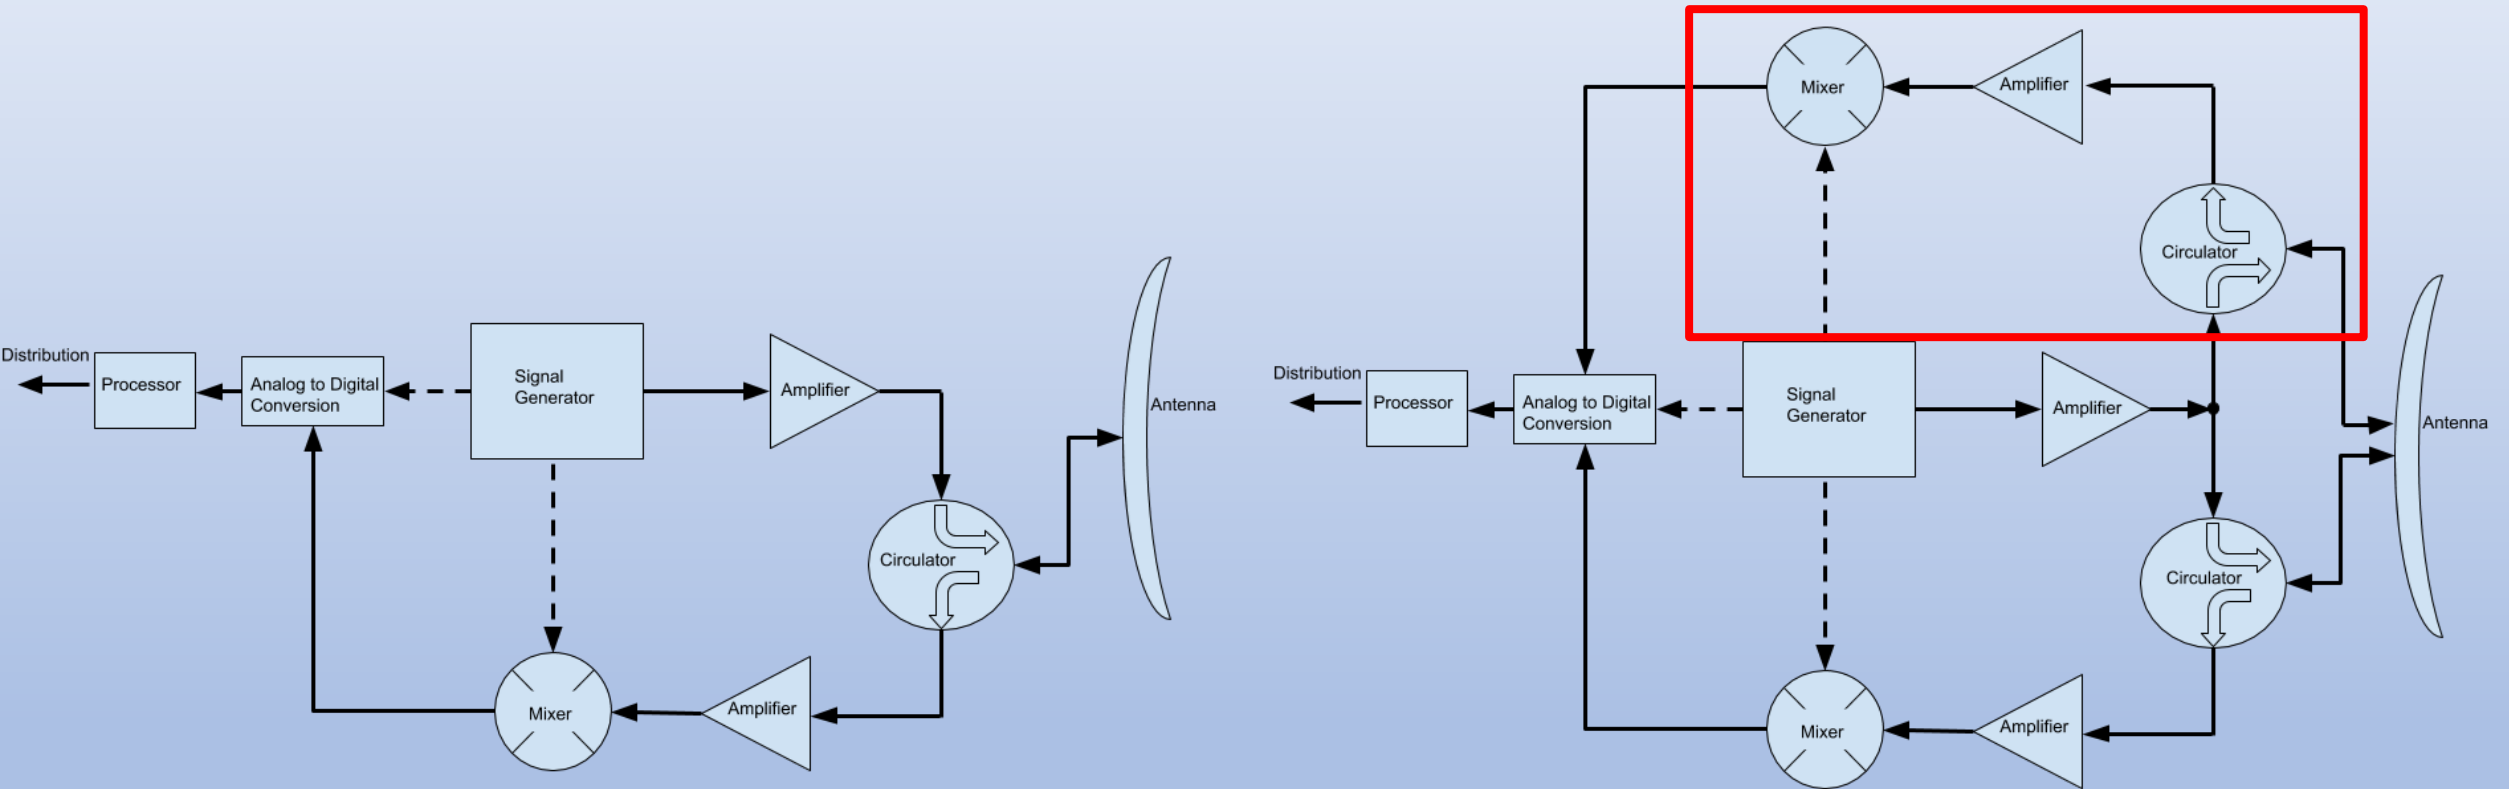 Distribution
Processor
Analog to Digital
Conversion
Signal
Generator
Amplifier
Antenna
Circulator
Mixer
Amplifier
Mixer
Amplifier
Circulator
Distribution
Processor
Analog to Digital
Conversion
Signal
Generator
Amplifier
Antenna
Circulator
Mixer
Amplifier